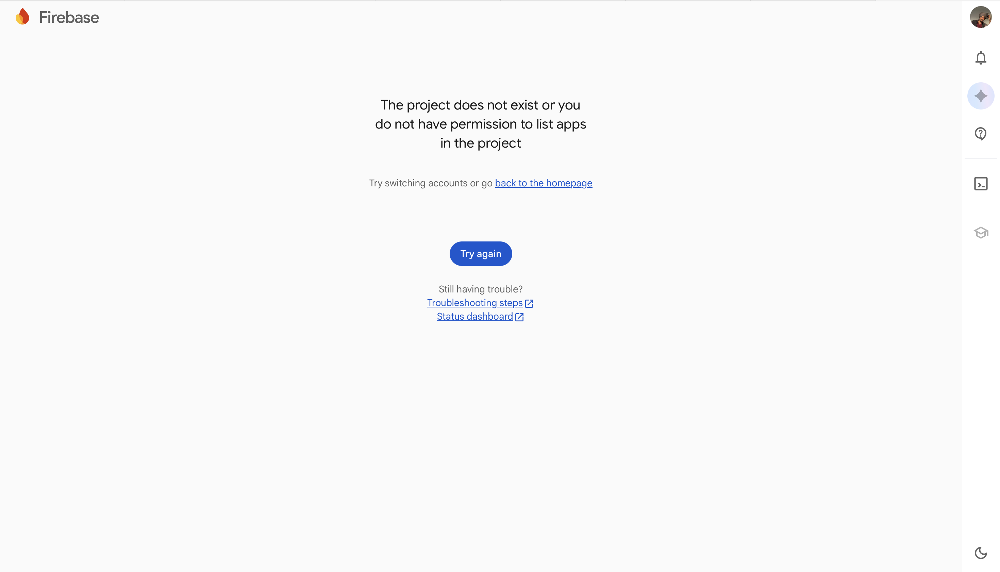 Firebase
The project does not exist or you
do not have permission to list apps
in the project
Try switching accounts or go back to the homepage
Try again
Still having trouble?
Troubleshooting steps
Status dashboard